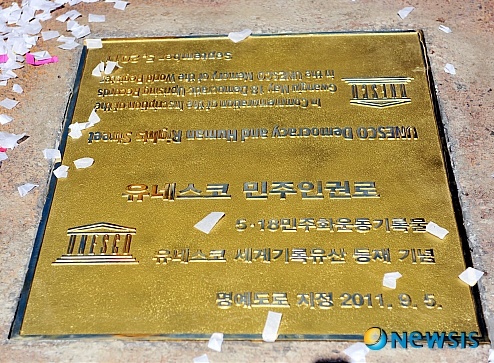 유네스코 민주인권로
5·18민주화운동기록물
유네스코 세계기록유산 등재 기념
명예도로 지정 2011. 9. 5.
UNESCO
UNESCO Democracy and Human Rights Street
In Commemoration of the Inscription of the
Gwangju May 18 Democratic Uprising Records
in the UNESCO Memory of the World Register
September 5, 201
UNESCO
Newsis